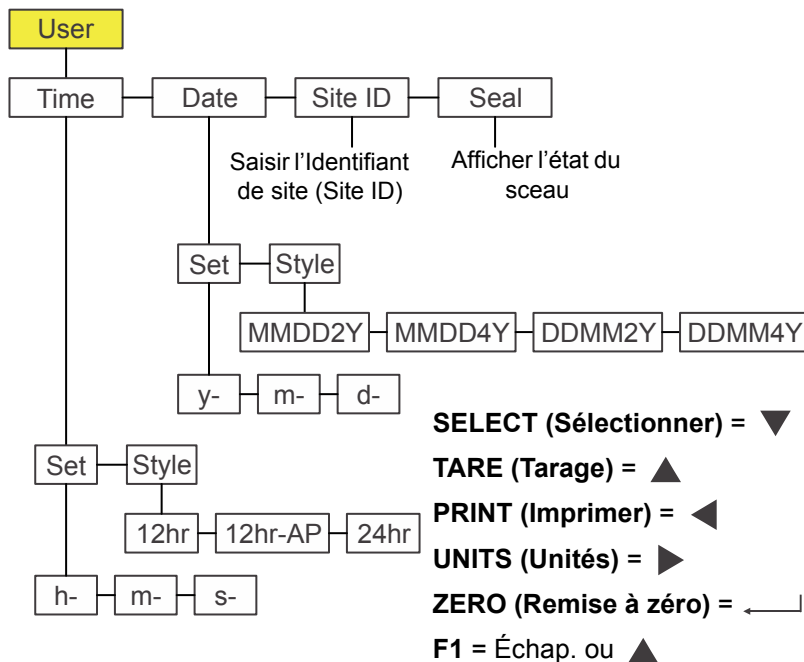 User
Time Date Site ID Seal
Saisir l'Identifiant
de site (Site ID)
Afficher l'état du
sceau
Set Style
MMDD2Y MMDD4Y DDMM2Y DDMM4Y
y- m- d-
Set Style
12hr 12hr-AP 24hr
h- m- s-
SELECT (Sélectionner) = ▼
TARE (Tarage) = ▲
PRINT (Imprimer) = ◀
UNITS (Unités) = ▶
ZERO (Remise à zéro) = ↵
F1 = Échap. ou ▲